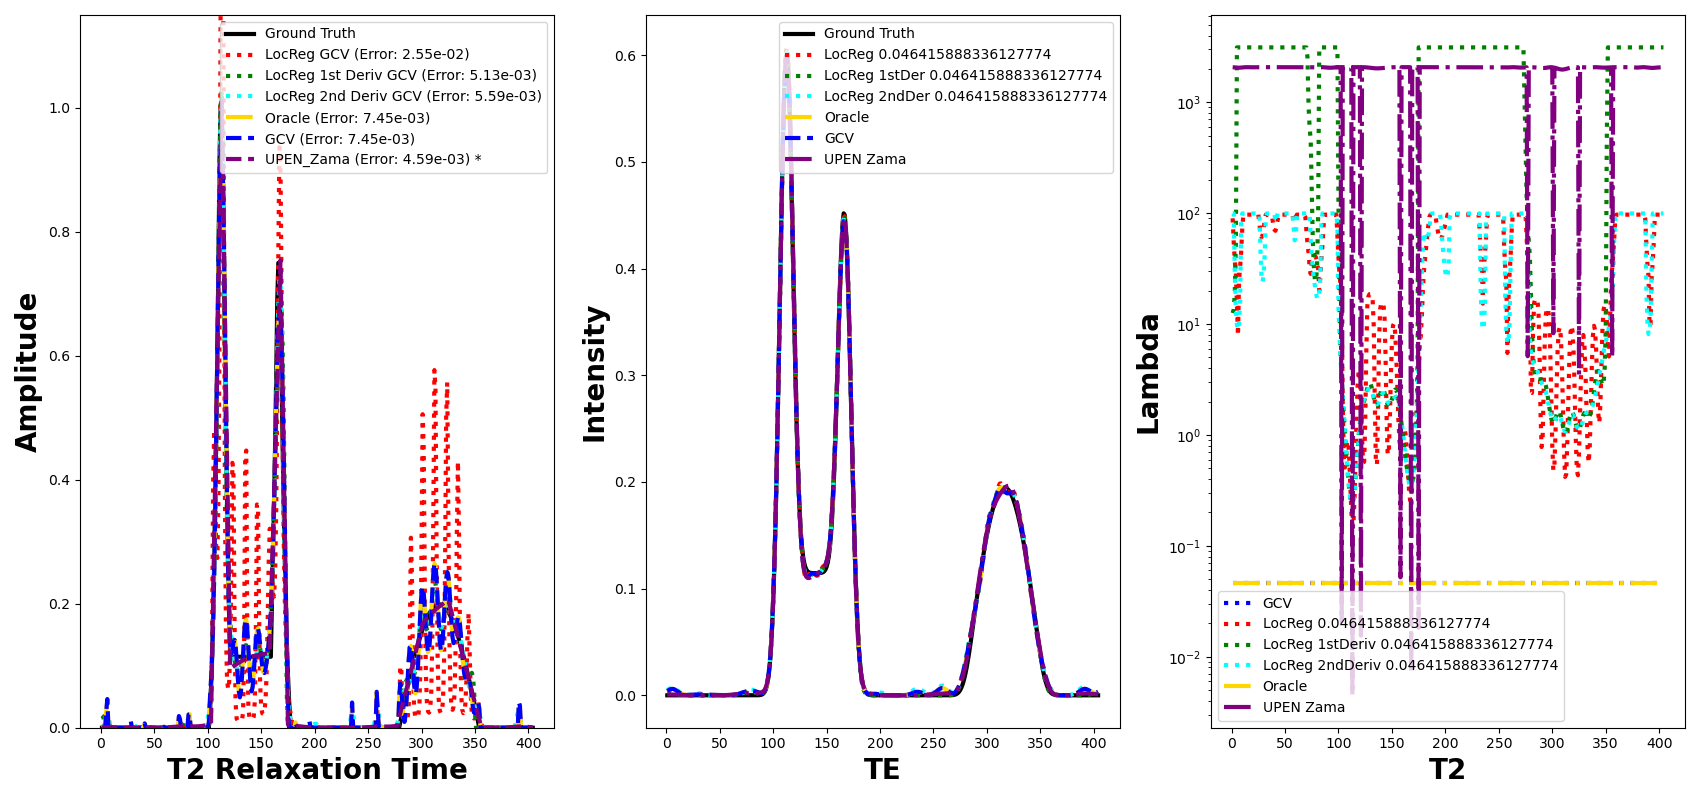 Ground Truth
LocReg GCV (Error: 2.55e-02)
LocReg 1st Deriv GCV (Error: 5.13e-03)
LocReg 2nd Deriv GCV (Error: 5.59e-03)
Oracle (Error: 7.45e-03)
GCV (Error: 7.45e-03)
UPEN_Zama (Error: 4.59e-03) *
1.0
0.8
0.6
0.4
0.2
0.0
Amplitude
0 50 100 150 200 250 300 350 400
T2 Relaxation Time
Ground Truth
LocReg 0.046415888336127774
LocReg 1stDer 0.046415888336127774
LocReg 2ndDer 0.046415888336127774
Oracle
GCV
UPEN Zama
0.6
0.5
0.4
0.3
0.2
0.1
0.0
Intensity
0 50 100 150 200 250 300 350 400
TE
10³
10²
10¹
10⁰
10⁻¹
10⁻²
Lambda
GCV
LocReg 0.046415888336127774
LocReg 1stDeriv 0.046415888336127774
LocReg 2ndDeriv 0.046415888336127774
Oracle
UPEN Zama
0 50 100 150 200 250 300 350 400
T2